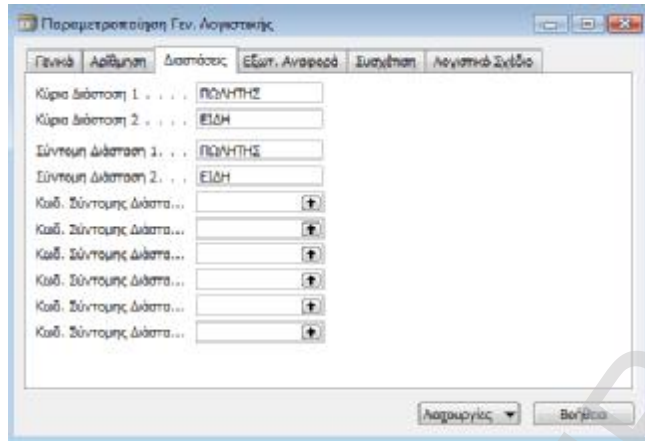 Παραμετροποίηση Γεν. Λογιστικής
Γενικά Αρίθμηση Διαστάσεις Εξωτ. Αναφορά Συσχέτιση Λογιστικό Σχέδιο
Κύρια Διάσταση 1 . . . . ΠΩΛΗΤΗΣ
Κύρια Διάσταση 2 . . . . ΕΙΔΗ
Σύντομη Διάσταση 1. . . ΠΩΛΗΤΗΣ
Σύντομη Διάσταση 2. . . ΕΙΔΗ
Κωδ. Σύντομης Διάστα...
Κωδ. Σύντομης Διάστα...
Κωδ. Σύντομης Διάστα...
Κωδ. Σύντομης Διάστα...
Κωδ. Σύντομης Διάστα...
Κωδ. Σύντομης Διάστα...
Λειτουργίες Βοήθεια